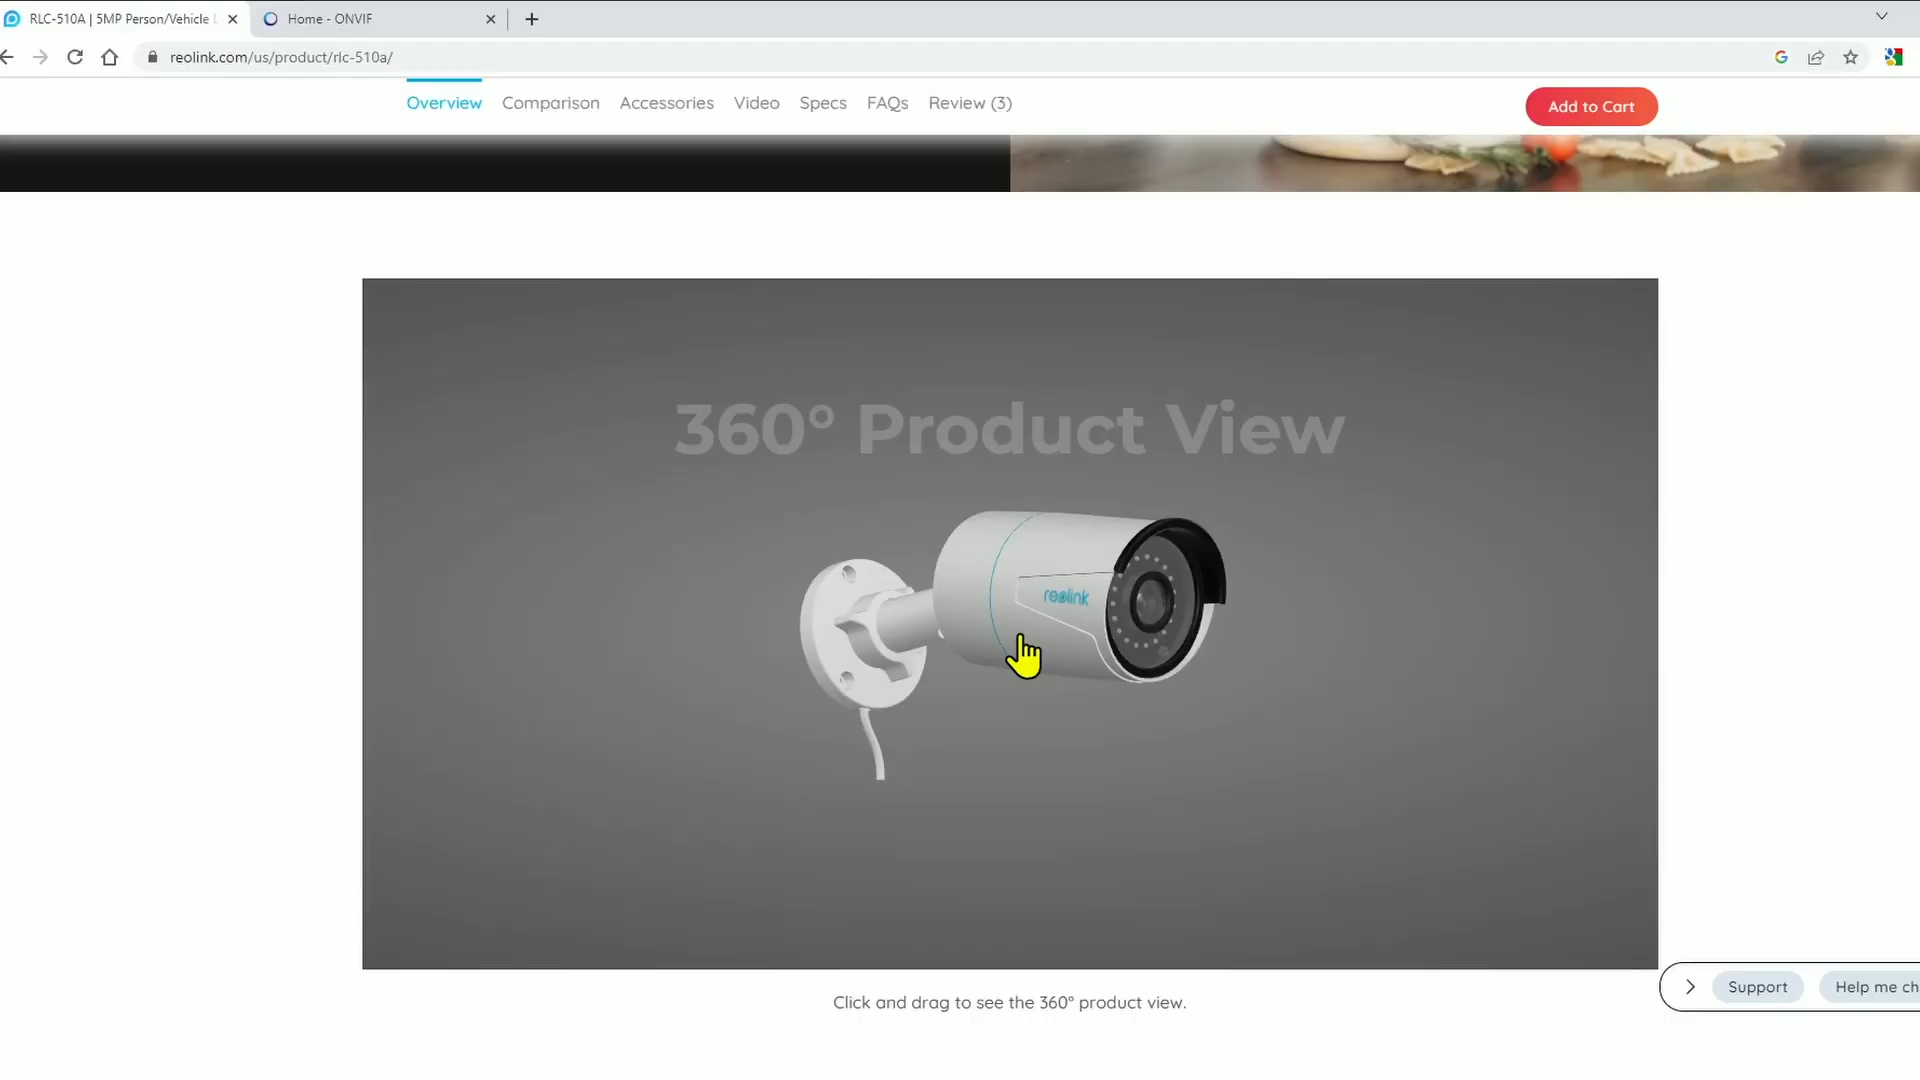 RLC-510A | 5MP Person/Vehicle
Home - ONVIF
reolink.com/us/product/rlc-510a/
Overview Comparison Accessories Video Specs FAQs Review (3)
Add to Cart
360° Product View
reolink
Support
Help me ch
Click and drag to see the 360° product view.